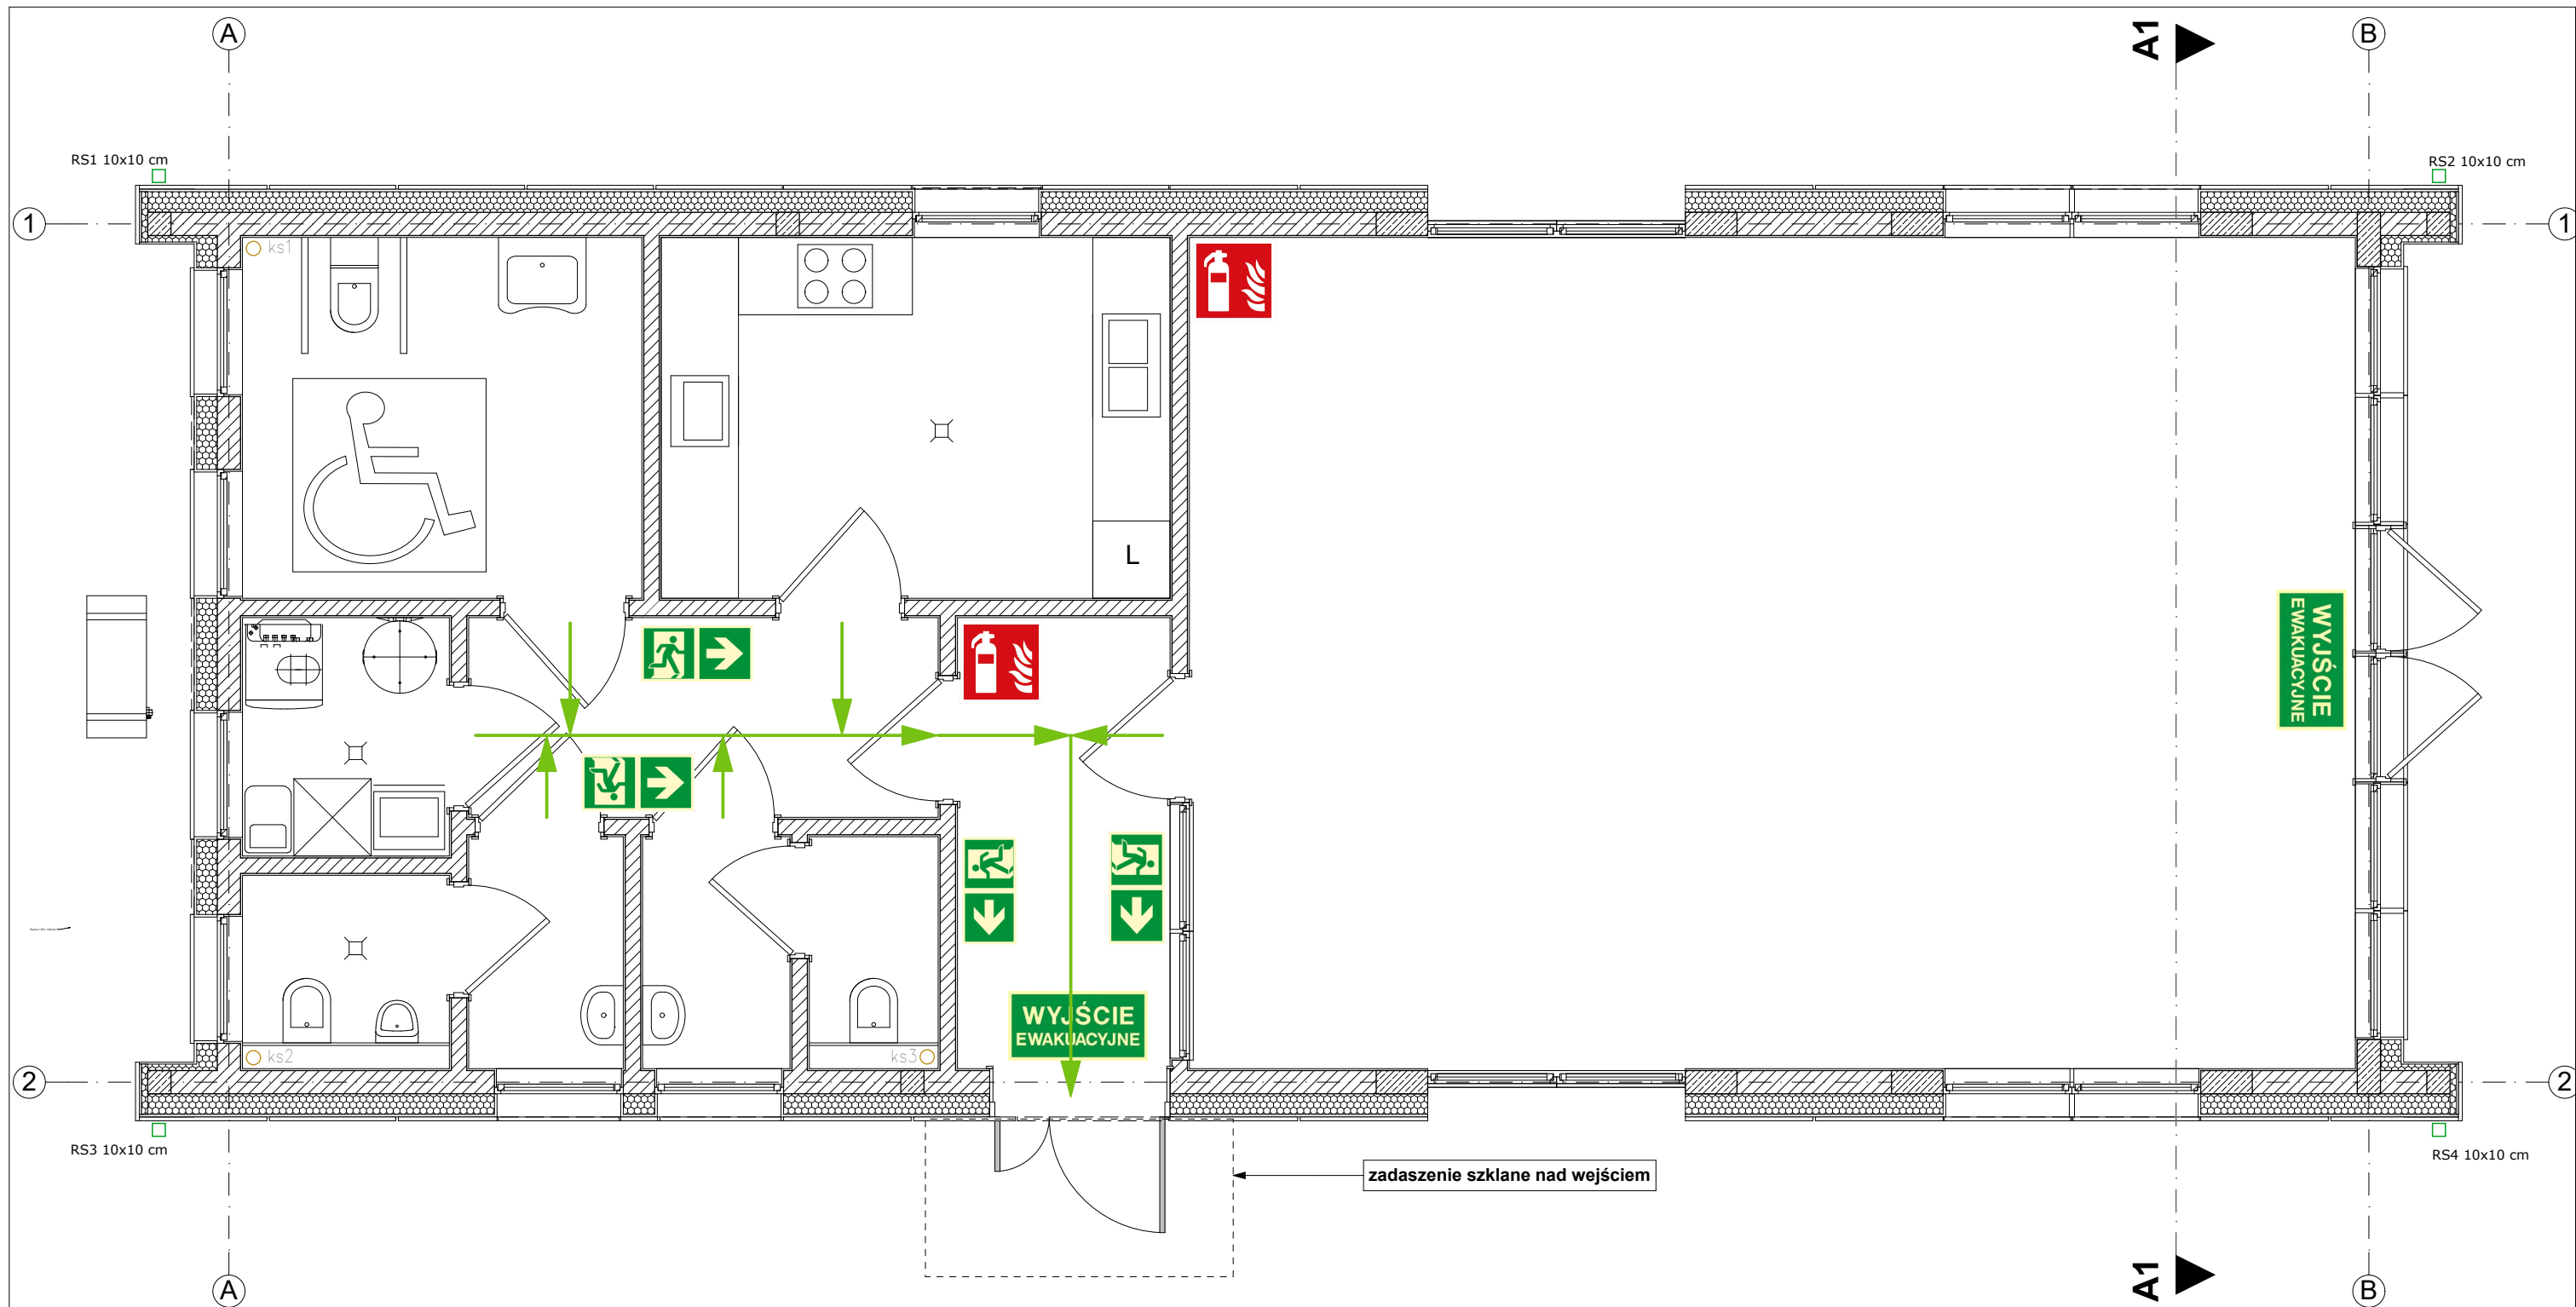 A
A1
B
RS1 10x10 cm
RS2 10x10 cm
1
1
ks1
L
WYJŚCIE
EWAKUACYJNE
WYJŚCIE
EWAKUACYJNE
ks2
ks3
2
2
RS3 10x10 cm
RS4 10x10 cm
zadaszenie szklane nad wejściem
A
A1
B